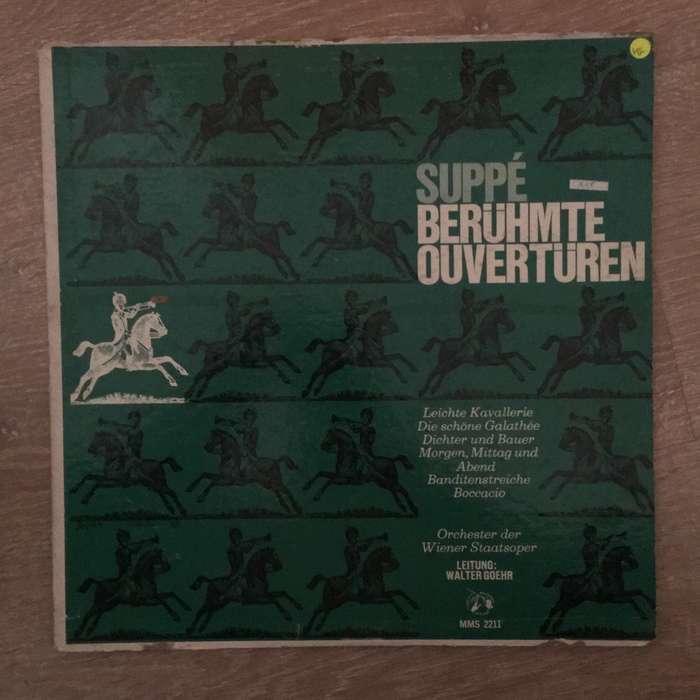 SUPPÉ
BERÜHMTE
OUVERTÜREN
Leichte Kavallerie
Die schöne Galathée
Dichter und Bauer
Morgen, Mittag und
Abend
Banditenstreiche
Boccacio
Orchester der
Wiener Staatsoper
LEITUNG:
WALTER GOEHR
MMS 2211